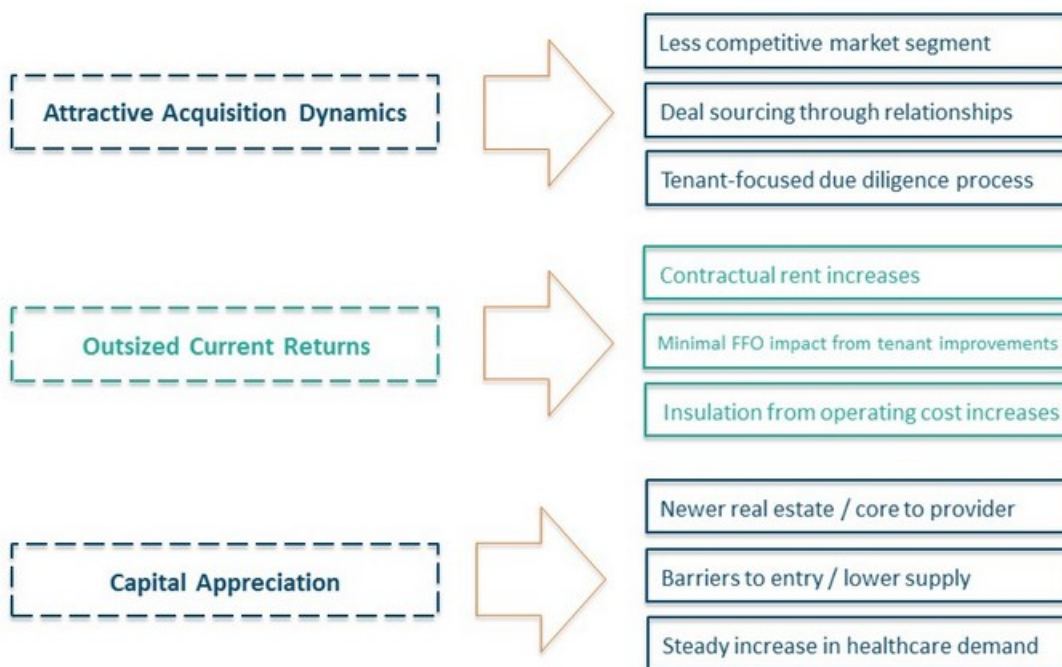 Attractive Acquisition Dynamics
Less competitive market segment
Deal sourcing through relationships
Tenant-focused due diligence process
Outsized Current Returns
Contractual rent increases
Minimal FFO impact from tenant improvements
Insulation from operating cost increases
Capital Appreciation
Newer real estate / core to provider
Barriers to entry / lower supply
Steady increase in healthcare demand